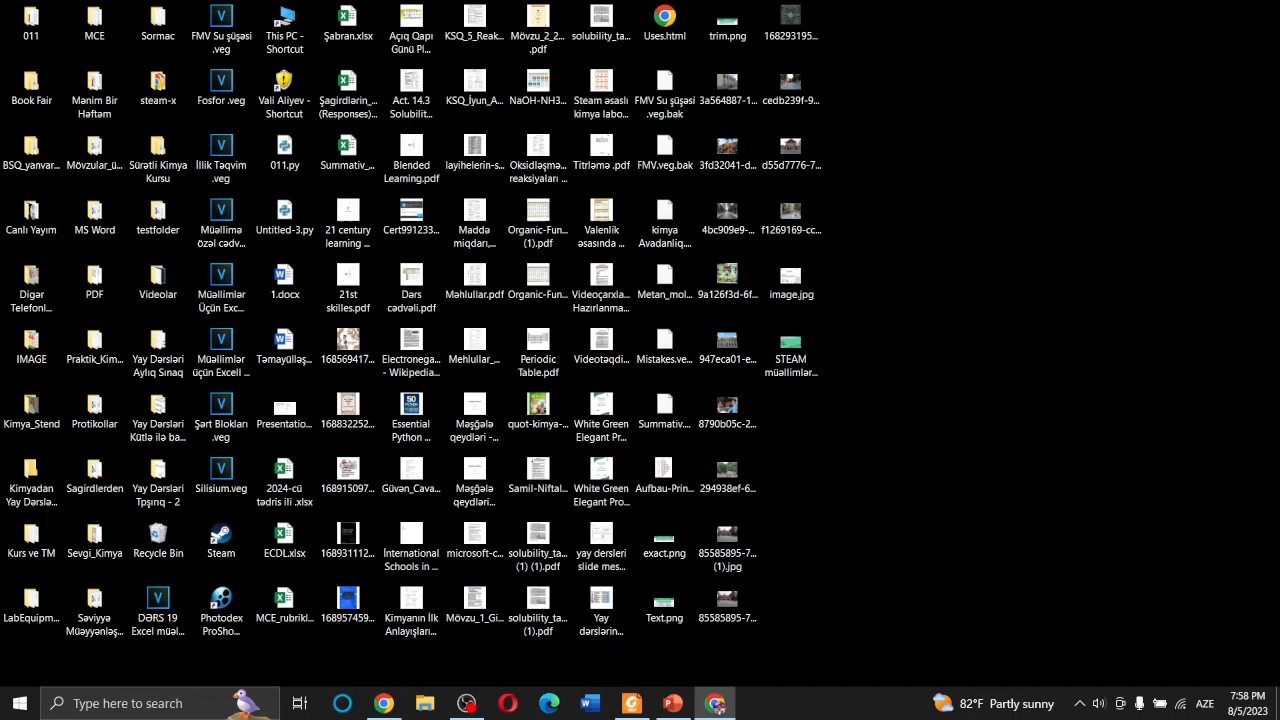 011
MCE
Sormac
FMV Su şüşəsi
.veg
This PC -
Shortcut
Şabran.xlsx
Açıq Qapı
Günü Pl...
KSQ_5_Reak...
Mövzu_2_2...
.pdf
solubility_ta...
Uses.html
trim.png
168293195...
Book Fair
Mənim Bir
Həftəm
steam-x
Fosfor .veg
Vali Aliyev -
Shortcut
Şagirdlərin_...
(Responses)...
Act. 14.3
Solubilit...
KSQ_İyun_A...
NaOH-NH3...
Steam əsaslı
kimya labo...
FMV Su şüşəsi
.veg.bak
3a564887-1...
cedb239f-9...
BSQ_yanvar...
Mövzular_ü...
Sürətli Kimya
Kursu
İllik Təqvim
.veg
011.py
Summativ_...
Blended
Learning.pdf
layihelerin-s...
Oksidləşmə...
reaksiyaları ...
Titrləmə .pdf
FMV.veg.bak
3fd32041-d...
d55d7776-7...
Canlı Yayım
MS Word
testacion
Müəllimə
özəl cədv...
Untitled-3.py
21 century
learning ...
Cert991233...
Maddə
miqdarı,...
Organic-Fun...
(1).pdf
Valenlik
əsasında ...
kimya
Avadanliq...
4bc909e9-...
f1269169-cc...
Digər
Telefonl...
PDF
Videolar
Müəllimlər
Üçün Exc...
1.docx
21st
skilles.pdf
Dərs
cədvəli.pdf
Məhlullar.pdf
Organic-Fun...
Videoçarxla...
Hazırlanma...
Metan_mol...
9a126f3d-6f...
image.jpg
IMAGE
Praktik_Kim...
Yay Dərsləri
Aylıq Sınaq
Müəllimlər
üçün Excell ...
Təmayülləş...
168569417...
Electronega...
- Wikipedia...
Mehlullar_...
Periodic
Table.pdf
Videotəqdi...
Mistakes.ve...
947eca01-e...
STEAM
müəllimlər...
Kimya_Stend
Protikollar
Yay Dərsləri
Kütlə ilə ba...
Şərt Blokları
.veg
Presentatio...
168832252...
Essential
Python ...
Məşğələ
qeydləri -...
quot-kimya-...
White Green
Elegant Pr...
Summativ...
8790b05c-2...
Kimyadan
Yay Dərslə...
Sagirdlerden
Yay Dərsləri
Tpşırıq - 2
Silisium.veg
2024-cü
tədris ili .xlsx
168915097...
Güvən_Cava...
Məşğələ
qeydləri...
Samil-Niftal...
White Green
Elegant Pro...
Aufbau-Prin...
294938ef-6...
Kurs ve TM
Sevgi_Kimya
Recycle Bin
Steam
ECDL.xlsx
168931112...
İnternational
Schools in ...
microsoft-c...
solubility_ta...
(1) (1).pdf
yay dersleri
slide mes...
exact.png
85585895-7...
(1).jpg
LabEquipm...
Səviyyə
Müəyyənləş...
DƏRS 19
Excel müəl...
Photodex
ProSho...
MCE_rubrikl...
168957459...
Kimyanın İlk
Anlayışları...
Mövzu_1_Gi...
solubility_ta...
(1).pdf
Yay
dərslərin...
Text.png
85585895-7...
Type here to search
82°F Partly sunny
AZE
7:58 PM
8/5/2023